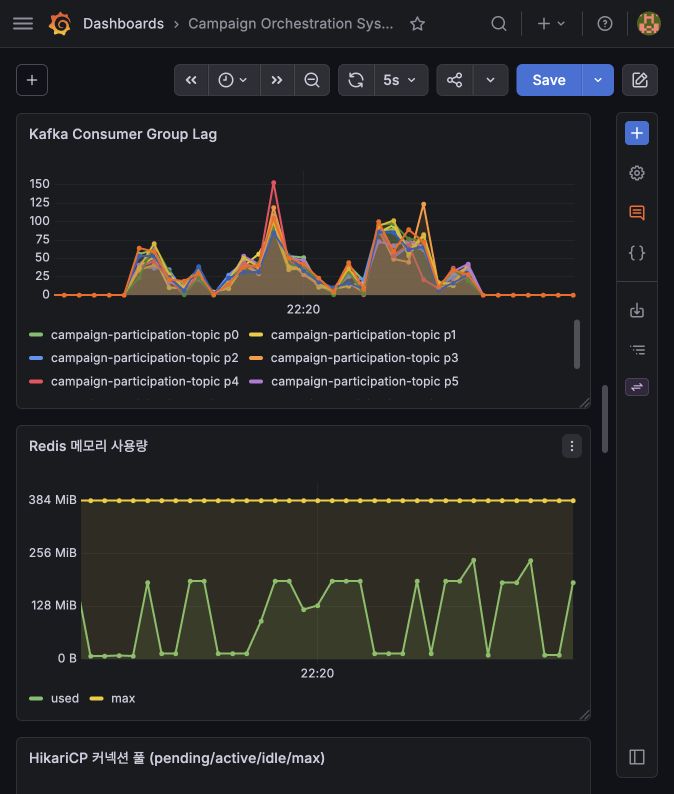 Dashboards › Campaign Orchestration Sys...
5s
Save
Kafka Consumer Group Lag
150
125
100
75
50
25
0
22:20
campaign-participation-topic p0 campaign-participation-topic p1
campaign-participation-topic p2 campaign-participation-topic p3
campaign-participation-topic p4 campaign-participation-topic p5
Redis 메모리 사용량
384 MiB
256 MiB
128 MiB
0 B
22:20
used max
HikariCP 커넥션 풀 (pending/active/idle/max)